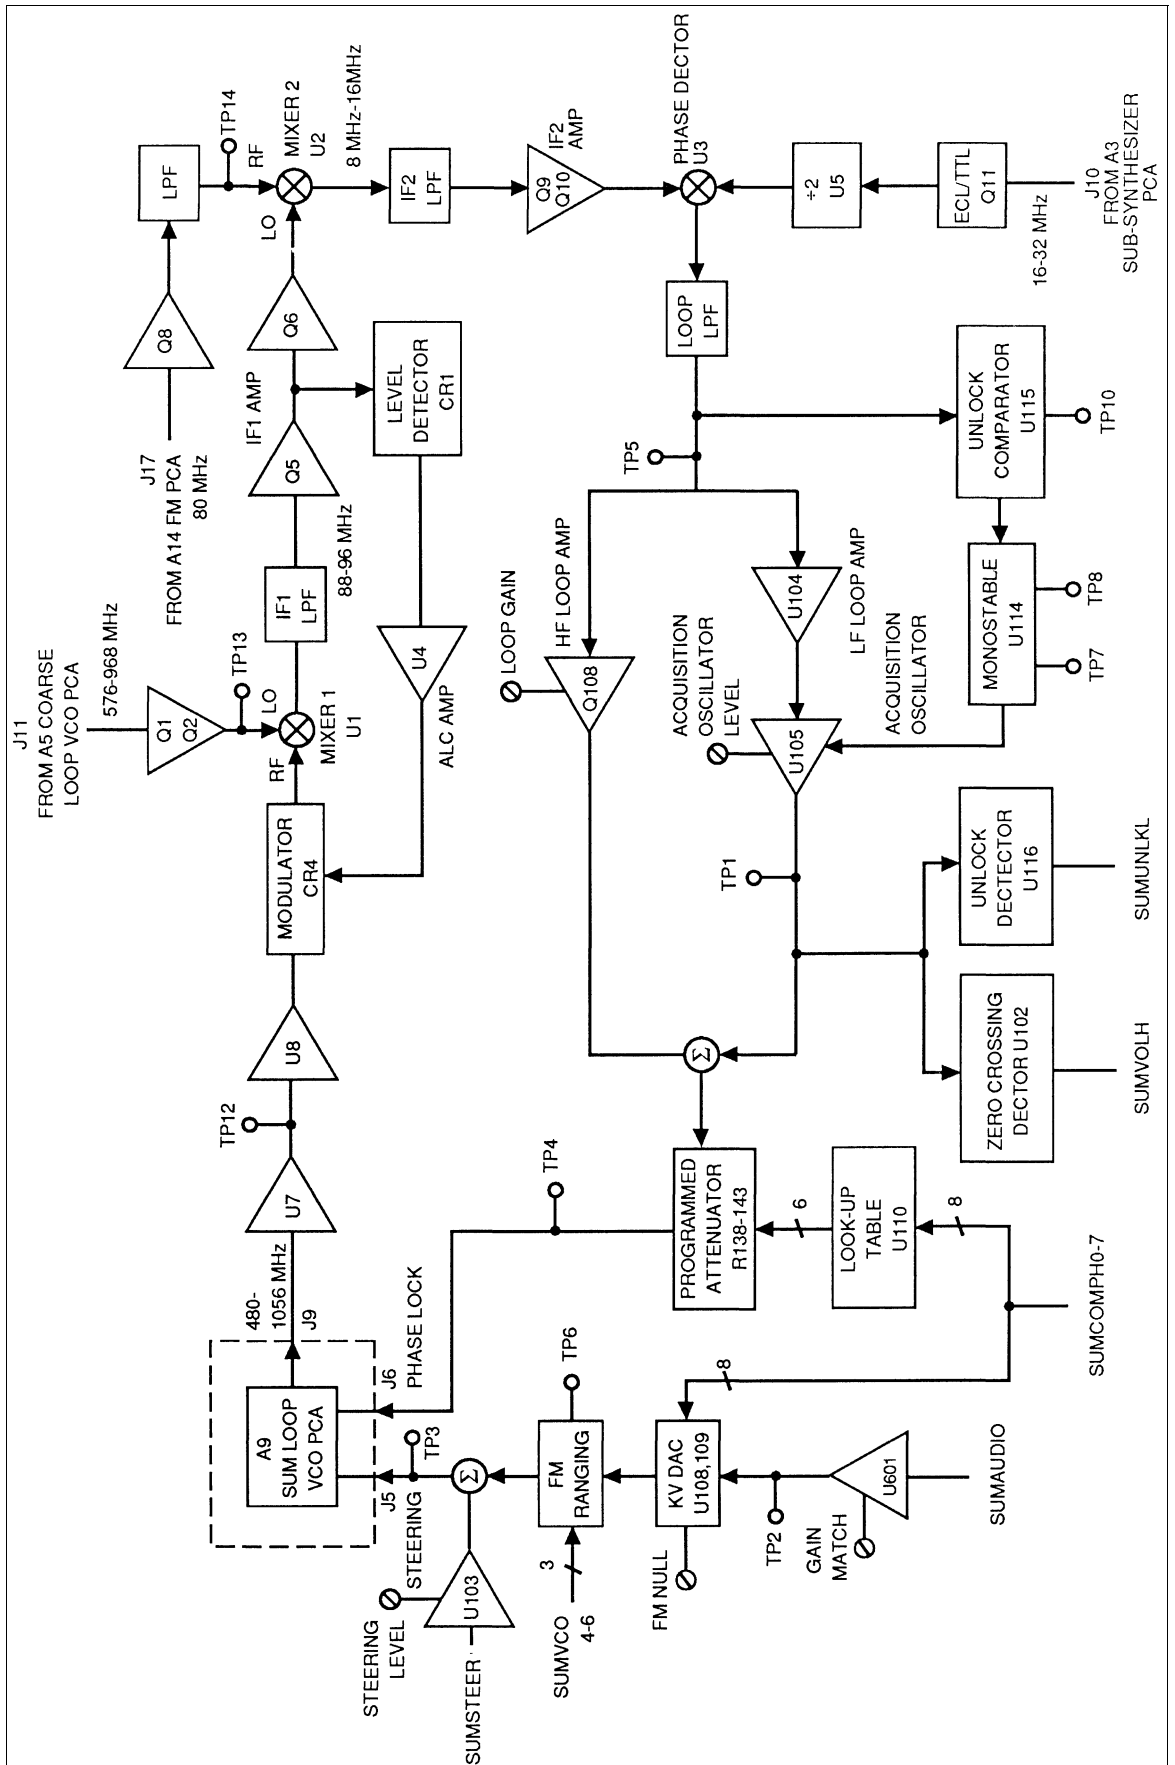 J11
FROM A5 COARSE
LOOP VCO PCA
576-968 MHz
Q1
Q2
TP13
LO
RF
MIXER 1
U1
J17
FROM A14 FM PCA
80 MHz
Q8
LPF
TP14
RF
LO
MIXER 2
U2
8 MHz-16MHz
IF2
LPF
Q9
Q10
IF2
AMP
PHASE DECTOR
U3
÷2
U5
ECL/TTL
Q11
16-32 MHz
J10
FROM A3
SUB-SYNTHESIZER
PCA
IF1
LPF
88-96 MHz
Q5
IF1 AMP
Q6
LEVEL
DETECTOR
CR1
U4
ALC AMP
MODULATOR
CR4
U8
TP12
U7
480-
1056 MHz
J9
A9
SUM LOOP
VCO PCA
J5
J6
PHASE LOCK
STEERING
TP3
Σ
STEERING
LEVEL
U103
SUMSTEER
FM
RANGING
TP6
3
SUMVCO
4-6
KV DAC
U108,109
FM NULL
8
TP2
GAIN
MATCH
U601
SUMAUDIO
TP4
PROGRAMMED
ATTENUATOR
R138-143
6
LOOK-UP
TABLE
U110
8
SUMCOMPH0-7
Σ
LOOP
LPF
TP5
HF LOOP AMP
LOOP GAIN
Q108
U104
LF LOOP AMP
ACQUISITION
OSCILLATOR
LEVEL
U105
ACQUISITION
OSCILLATOR
TP1
UNLOCK
COMPARATOR
U115
TP10
MONOSTABLE
U114
TP7
TP8
UNLOCK
DECTECTOR
U116
SUMUNLKL
ZERO CROSSING
DECTOR U102
SUMVOLH